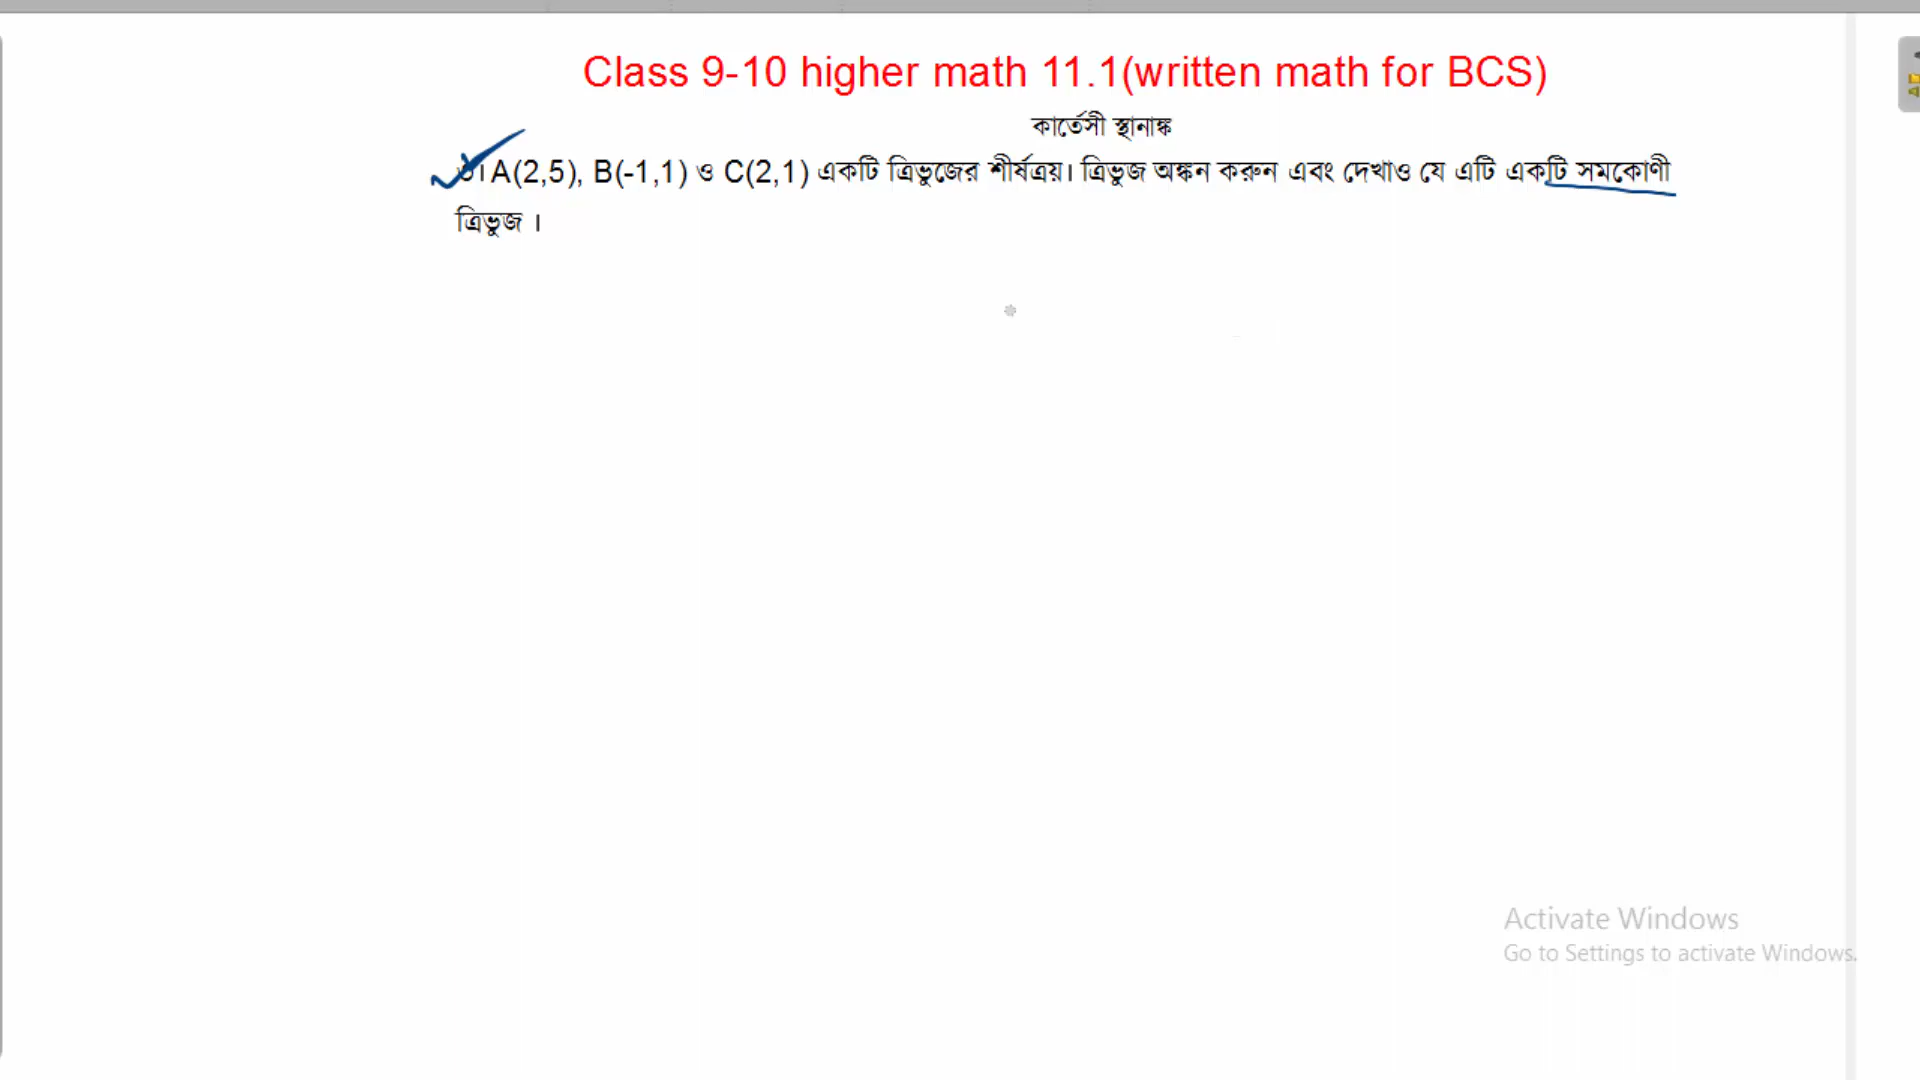 Class 9-10 higher math 11.1(written math for BCS)
কার্তেসী স্থানাঙ্ক
৩। A(2,5), B(-1,1) ও C(2,1) একটি ত্রিভুজের শীর্ষত্রয়। ত্রিভুজ অঙ্কন করুন এবং দেখাও যে এটি একটি সমকোণী
ত্রিভুজ ।
Activate Windows
Go to Settings to activate Windows.